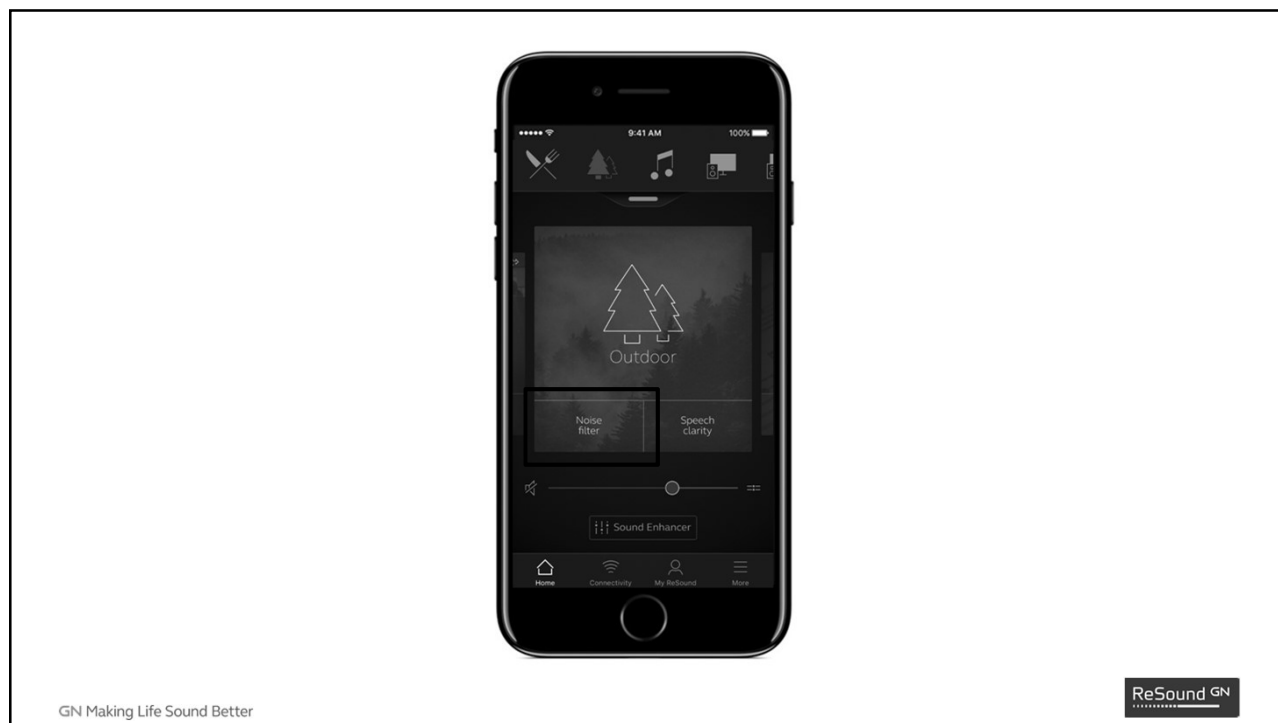 9:41 AM
100%
Outdoor
Noise
filter
Speech
clarity
Sound Enhancer
Home
Connectivity
My ReSound
More
GN Making Life Sound Better
ReSound GN